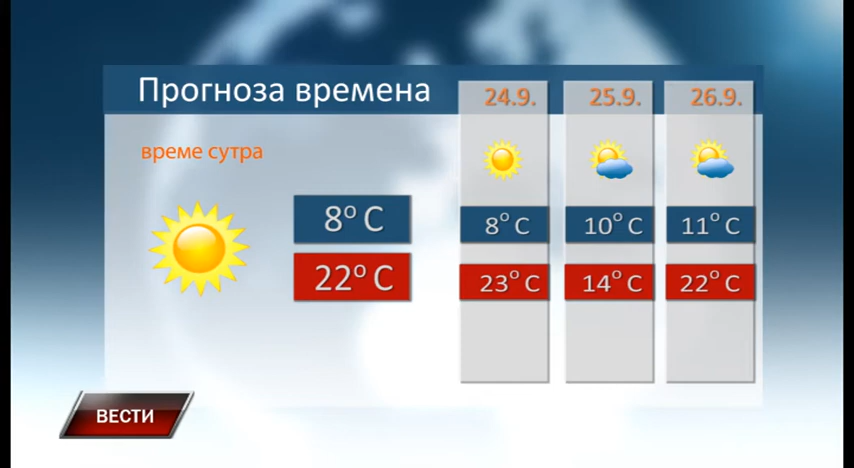 Прогноза времена
24.9.
25.9.
26.9.
време сутра
8° C
22° C
8° C
10° C
11° C
23° C
14° C
22° C
ВЕСТИ